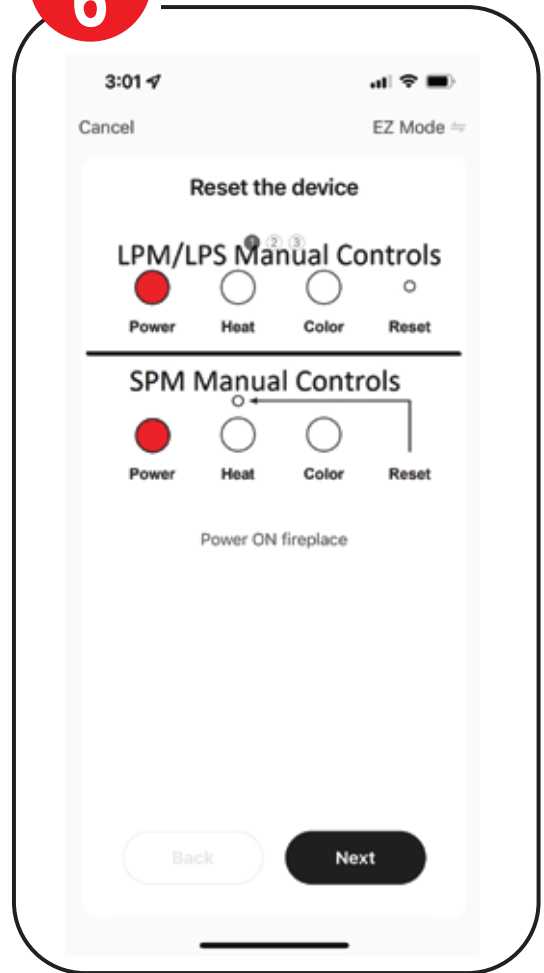 6
3:01
Cancel EZ Mode
Reset the device
1 2 3
LPM/LPS Manual Controls
Power Heat Color Reset
SPM Manual Controls
Power Heat Color Reset
Power ON fireplace
Back Next